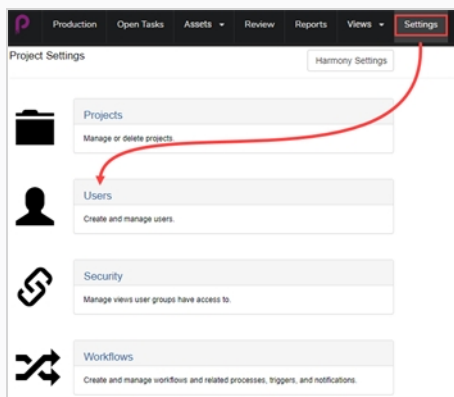 Production Open Tasks Assets Review Reports Views Settings
Project Settings Harmony Settings
Projects
Manage or delete projects.
Users
Create and manage users.
Security
Manage views user groups have access to.
Workflows
Create and manage workflows and related processes, triggers, and notifications.